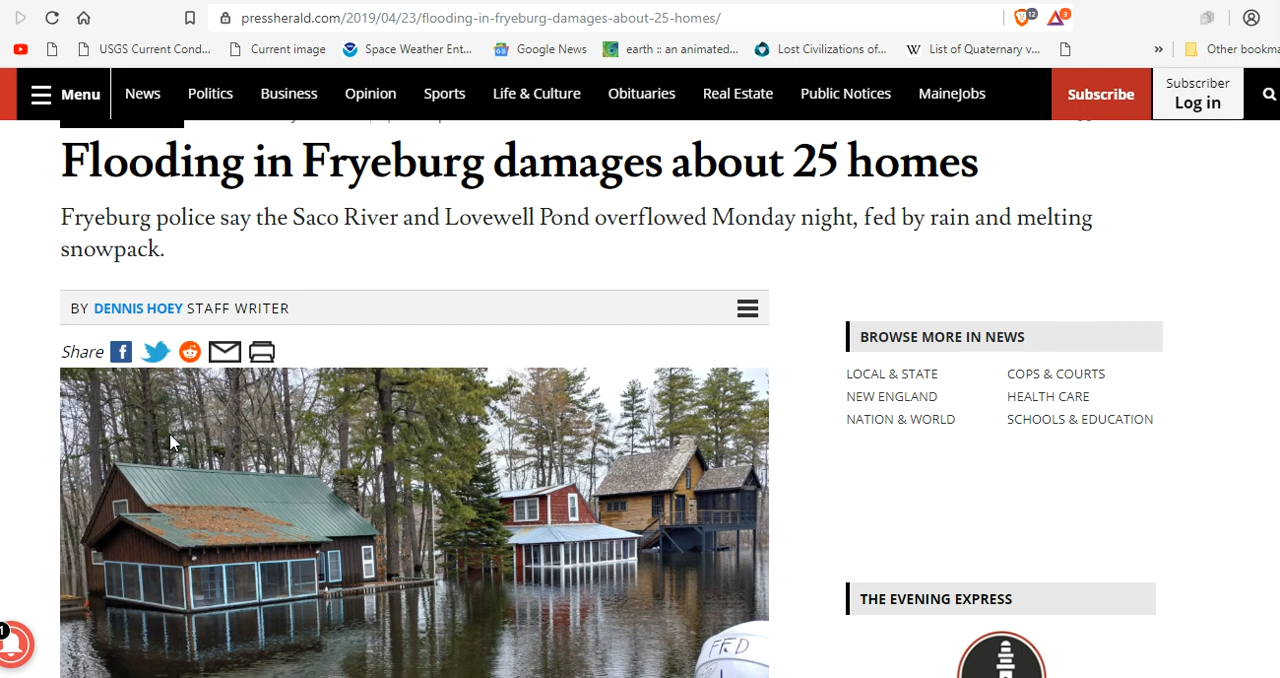 pressherald.com/2019/04/23/flooding-in-fryeburg-damages-about-25-homes/
12
3
USGS Current Cond...
Current image
Space Weather Ent...
Google News
earth :: an animated...
Lost Civilizations of...
W
List of Quaternary v...
»
Other bookma
Menu
News
Politics
Business
Opinion
Sports
Life & Culture
Obituaries
Real Estate
Public Notices
MaineJobs
Subscribe
Subscriber
Log in
Flooding in Fryeburg damages about 25 homes
Fryeburg police say the Saco River and Lovewell Pond overflowed Monday night, fed by rain and melting
snowpack.
BY DENNIS HOEY STAFF WRITER
Share
BROWSE MORE IN NEWS
LOCAL & STATE
COPS & COURTS
NEW ENGLAND
HEALTH CARE
NATION & WORLD
SCHOOLS & EDUCATION
THE EVENING EXPRESS
1
FFD